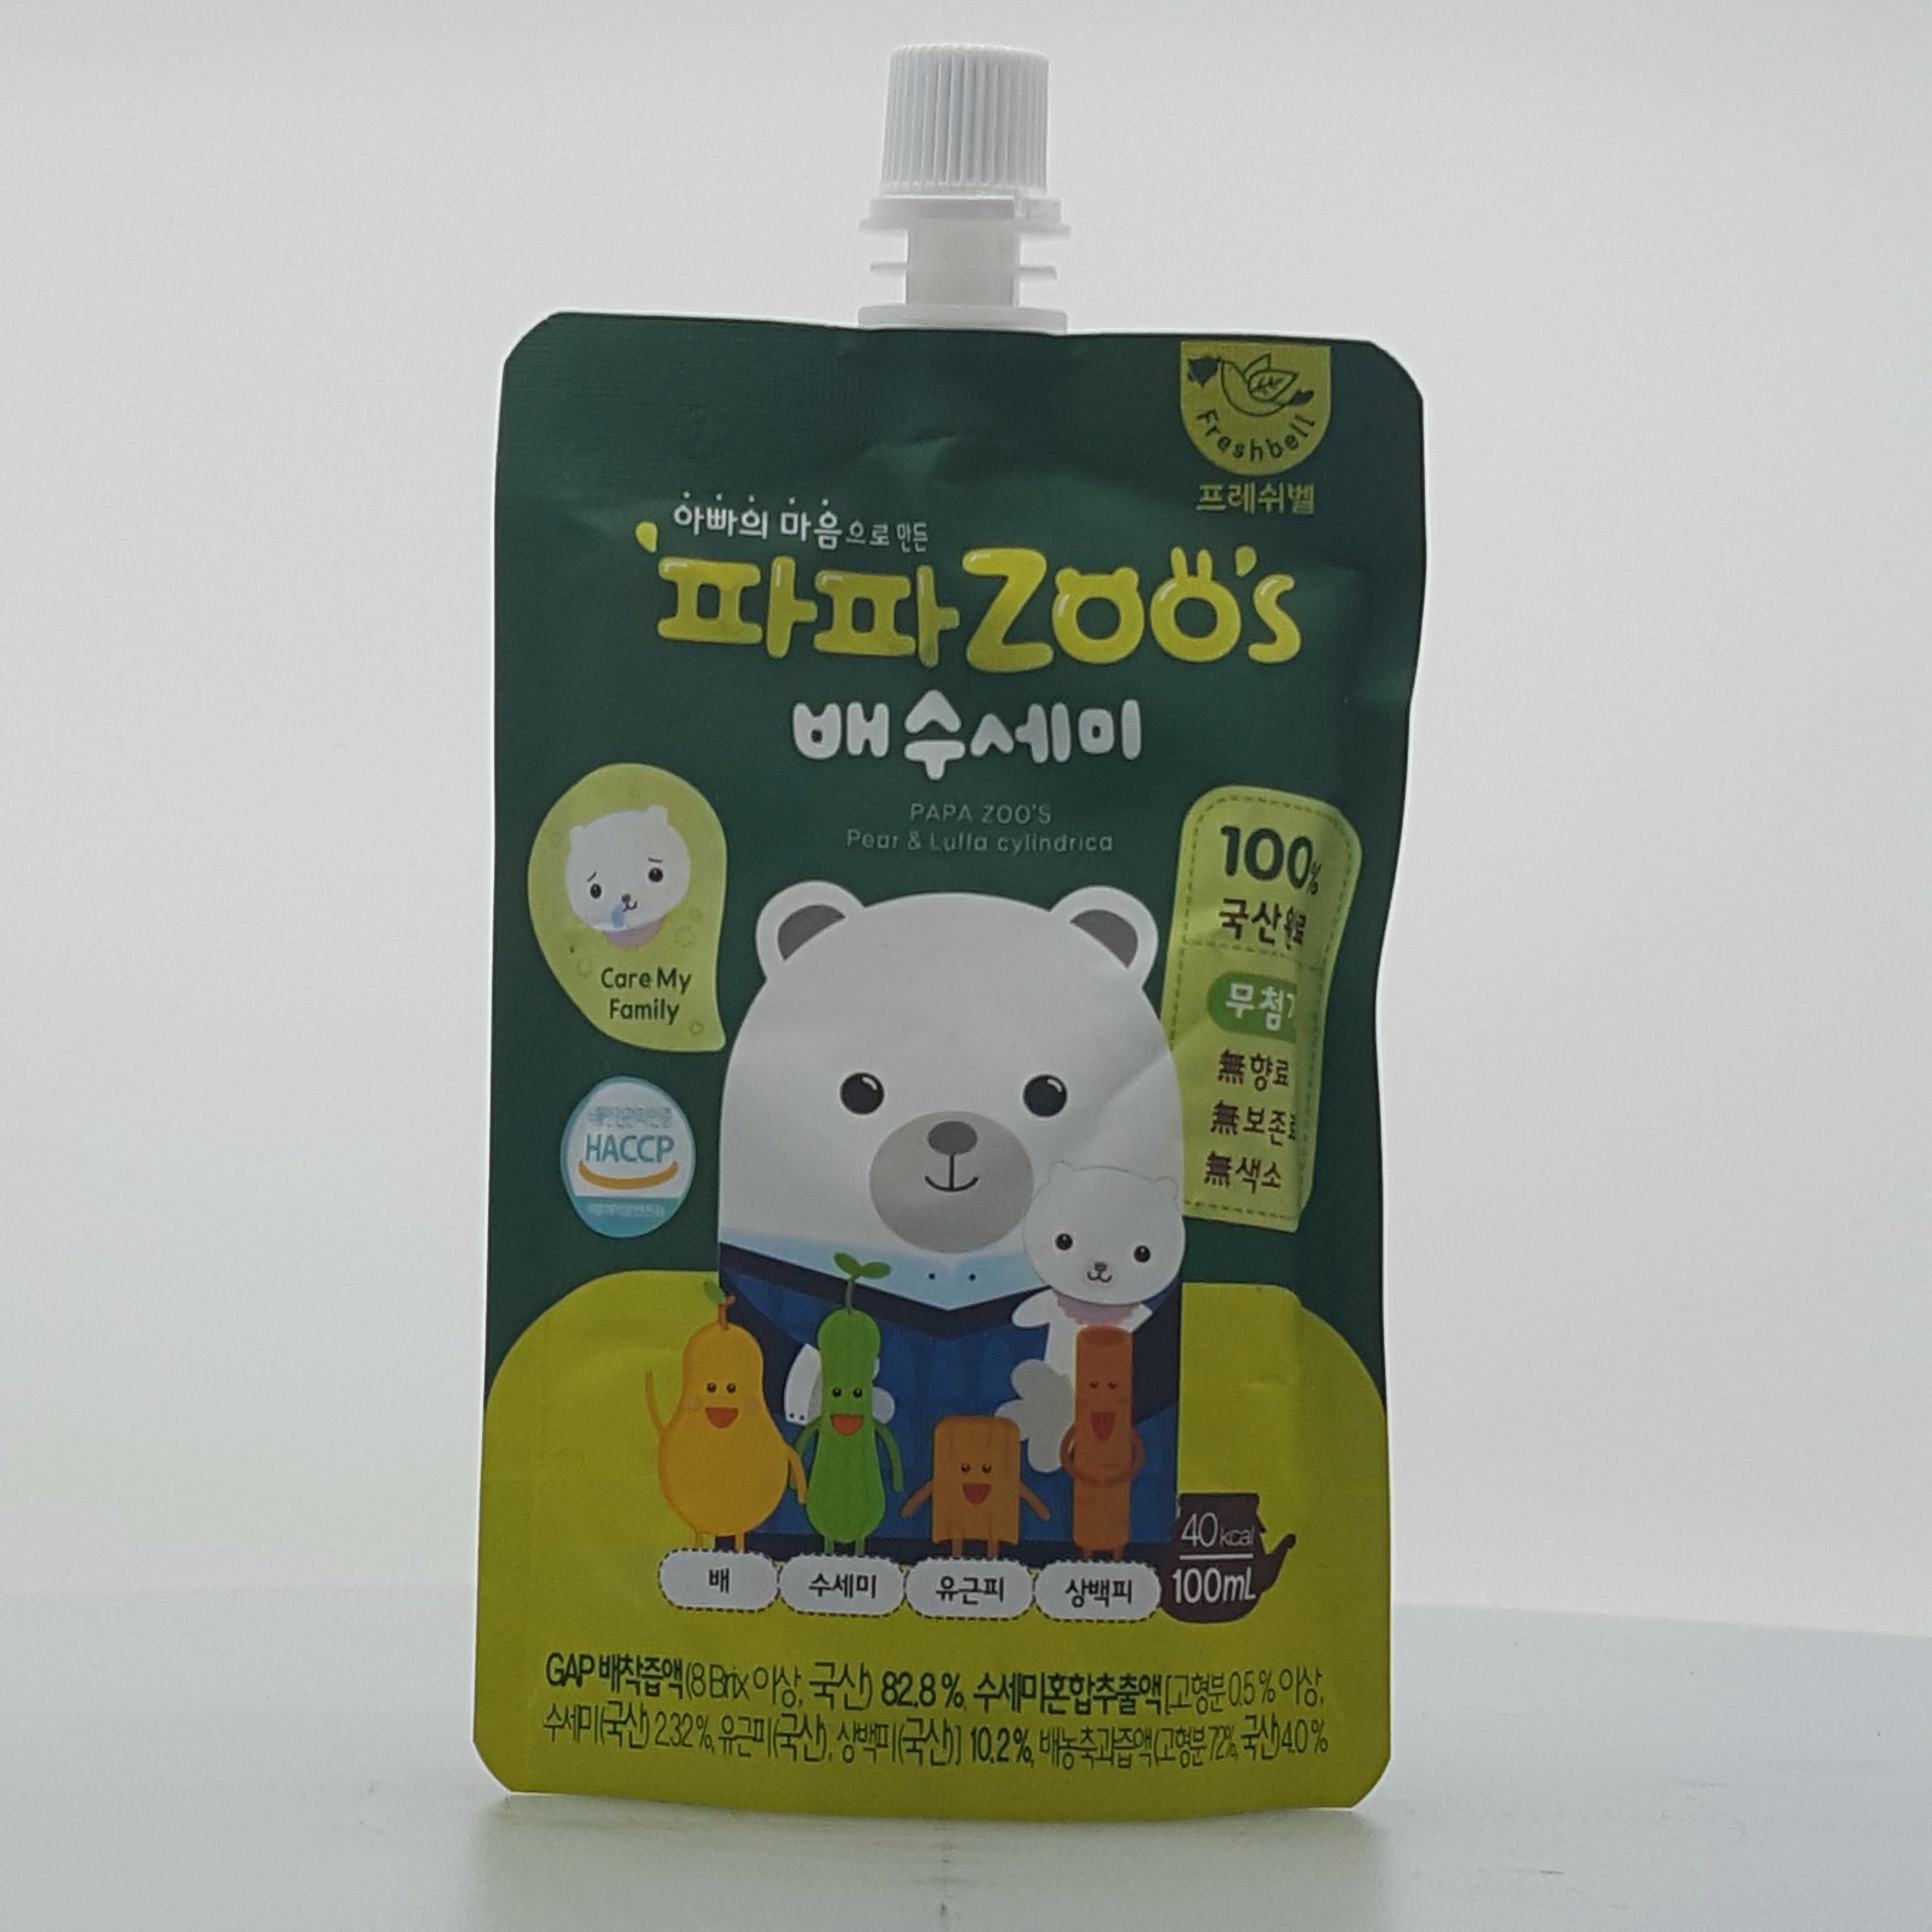 Freshbell
프레쉬벨
아빠의 마음으로 만든
'파파ZOO's
배수세미
PAPA ZOO'S
Pear & Luffa cylindrica
Care My
Family
HACCP
100%
국산원료
무첨가
無향료
無보존료
無색소
배
수세미
유근피
상백피
40kcal
100mL
GAP 배착즙액(8 Brix 이상, 국산) 82.8%, 수세미혼합추출액[고형분 0.5% 이상,
수세미(국산) 2.32%, 유근피(국산), 상백피(국산)] 10.2%, 배농축과즙액(고형분 72%, 국산)4.0%